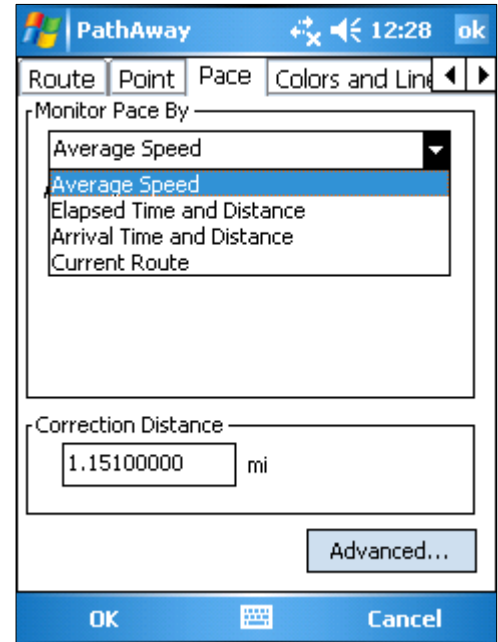 PathAway 12:28 ok
Route Point Pace Colors and Line
Monitor Pace By
Average Speed
Average Speed
Elapsed Time and Distance
Arrival Time and Distance
Current Route
Correction Distance
1.15100000 mi
Advanced...
OK Cancel